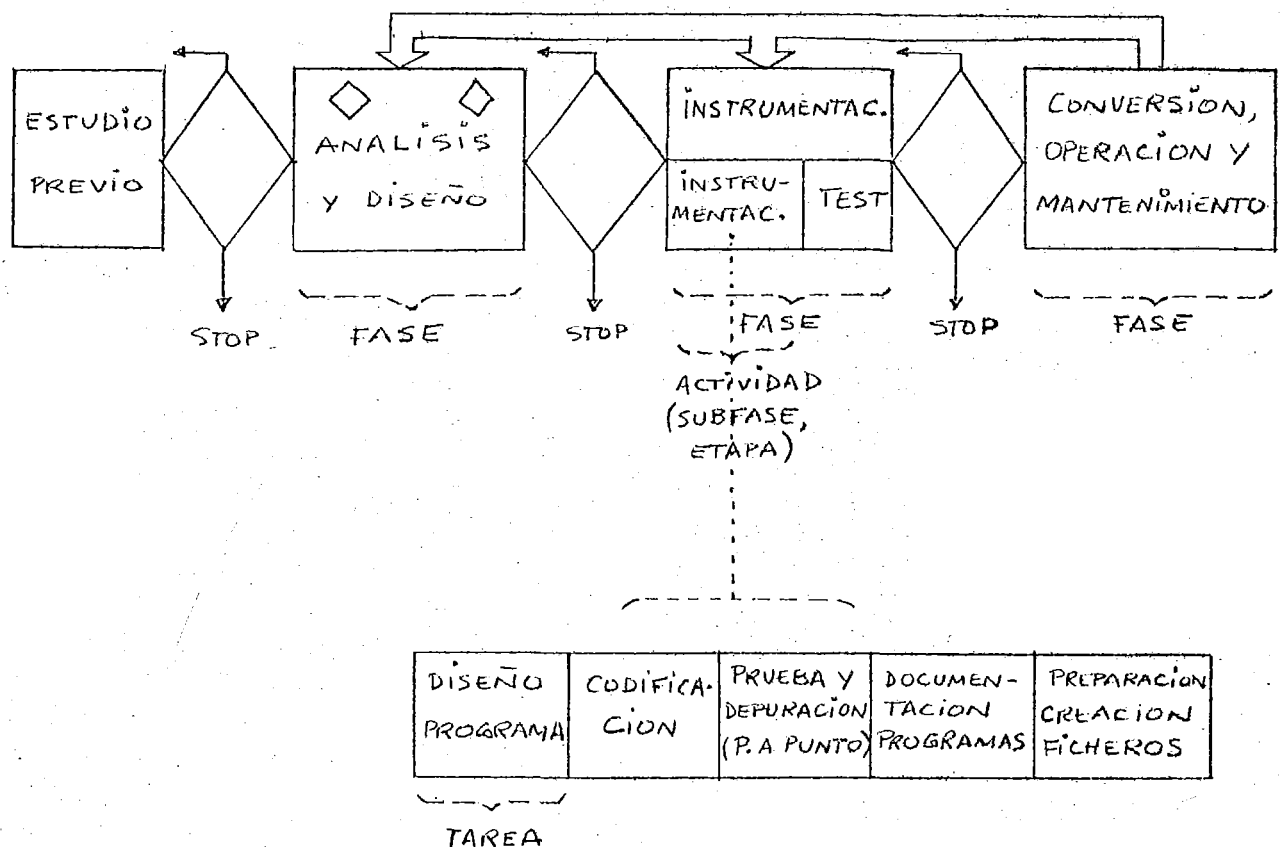 ESTUDIO
PREVIO
ANALISIS
Y DISEÑO
INSTRUMENTAC.
INSTRU-
MENTAC.
TEST
CONVERSION,
OPERACION Y
MANTENIMIENTO
STOP
FASE
STOP
FASE
STOP
FASE
ACTIVIDAD
(SUBFASE,
ETAPA)
DISEÑO
PROGRAMA
CODIFICA-
CION
PRUEBA Y
DEPURACION
(P. A PUNTO)
DOCUMEN-
TACION
PROGRAMAS
PREPARACION
CREACION
FICHEROS
TAREA